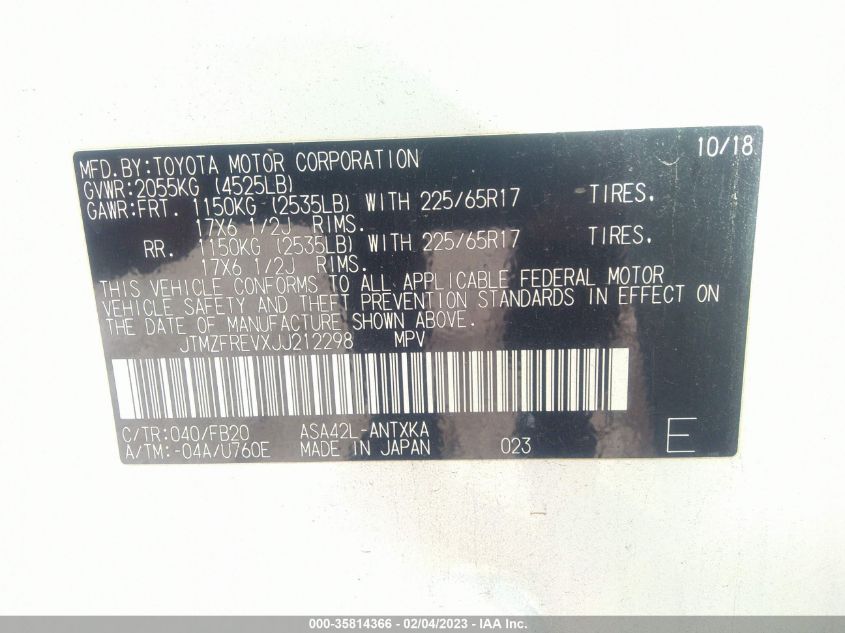 MFD.BY:TOYOTA MOTOR CORPORATION 10/18
GVWR:2055KG (4525LB)
GAWR:FRT. 1150KG (2535LB) WITH 225/65R17 TIRES.
17X6 1/2J RIMS.
RR. 1150KG (2535LB) WITH 225/65R17 TIRES.
17X6 1/2J RIMS.
THIS VEHICLE CONFORMS TO ALL APPLICABLE FEDERAL MOTOR
VEHICLE SAFETY AND THEFT PREVENTION STANDARDS IN EFFECT ON
THE DATE OF MANUFACTURE SHOWN ABOVE.
JTMZFREVXJJ212298 MPV
C/TR:040/FB20 ASA42L-ANTXKA
A/TM:-04A/U760E MADE IN JAPAN 023 E
000-35814366 - 02/04/2023 - © IAA Inc.